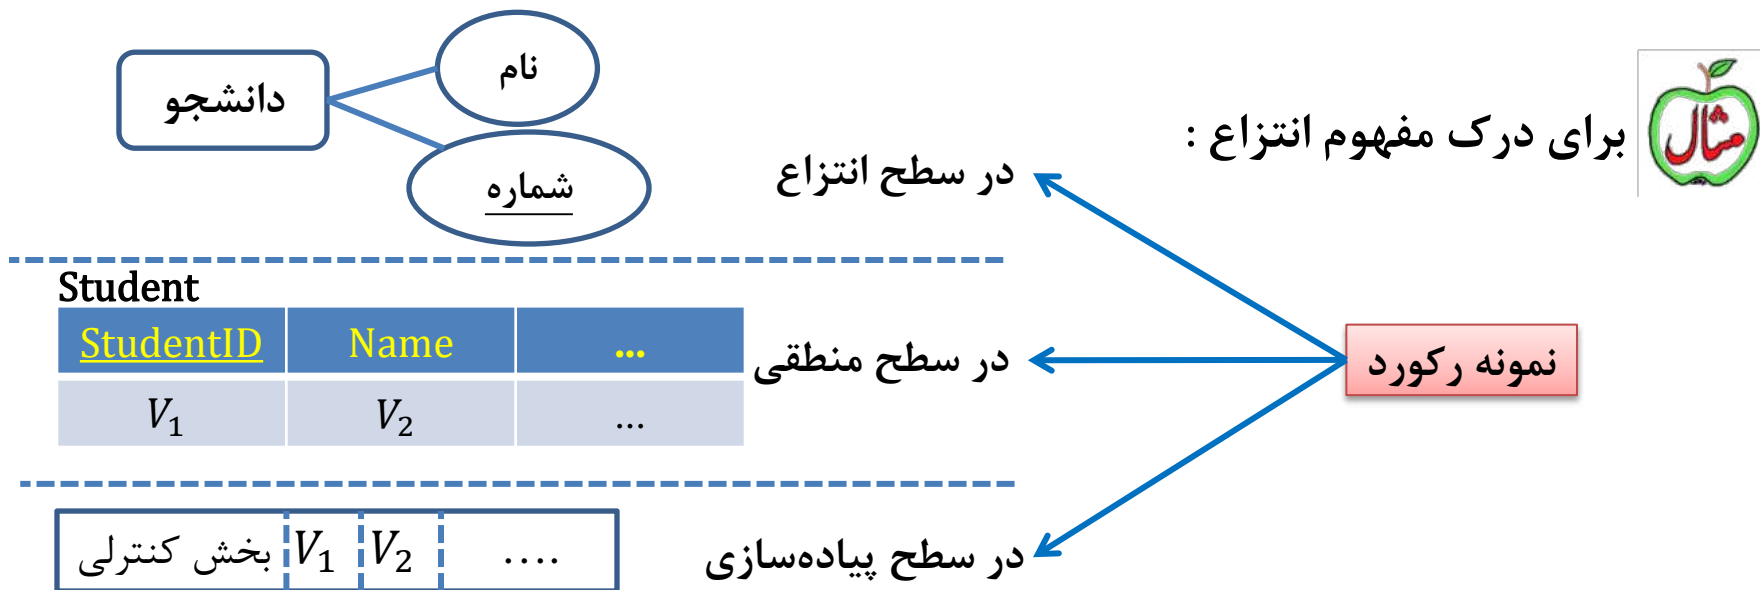 مثال
برای درک مفهوم انتزاع :
نمونه رکورد
در سطح انتزاع
دانشجو
نام
شماره
در سطح منطقی
Student
StudentID Name ...
V₁ V₂ ...
در سطح پیاده‌سازی
بخش کنترلی V₁ V₂ ....